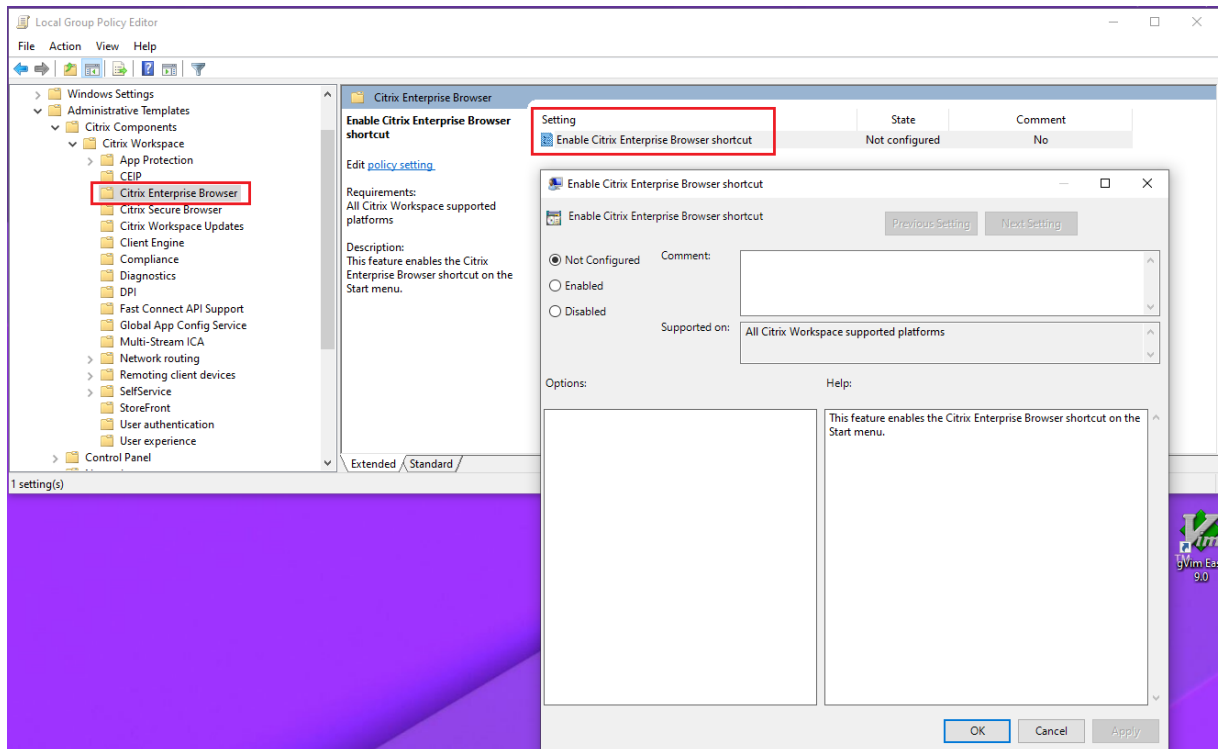 Local Group Policy Editor
File Action View Help
Windows Settings
Administrative Templates
Citrix Components
Citrix Workspace
App Protection
CEIP
Citrix Enterprise Browser
Citrix Secure Browser
Citrix Workspace Updates
Client Engine
Compliance
Diagnostics
DPI
Fast Connect API Support
Global App Config Service
Multi-Stream ICA
Network routing
Remoting client devices
SelfService
StoreFront
User authentication
User experience
Control Panel
1 setting(s)
Citrix Enterprise Browser
Enable Citrix Enterprise Browser
shortcut
Edit policy setting
Requirements:
All Citrix Workspace supported
platforms
Description:
This feature enables the Citrix
Enterprise Browser shortcut on the
Start menu.
Setting State Comment
Enable Citrix Enterprise Browser shortcut Not configured No
Extended Standard
Enable Citrix Enterprise Browser shortcut
Enable Citrix Enterprise Browser shortcut
Previous Setting Next Setting
Not Configured
Enabled
Disabled
Comment:
Supported on: All Citrix Workspace supported platforms
Options: Help:
This feature enables the Citrix Enterprise Browser shortcut on the
Start menu.
OK Cancel Apply
Vim
gVim Eas
9.0